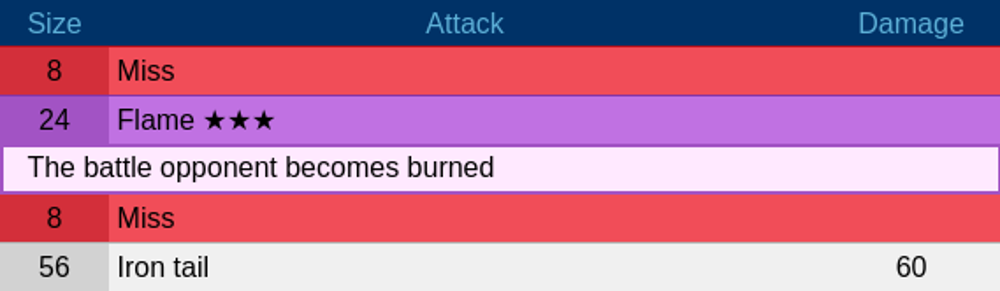 Size Attack Damage
8 Miss
24 Flame ★★★
The battle opponent becomes burned
8 Miss
56 Iron tail 60